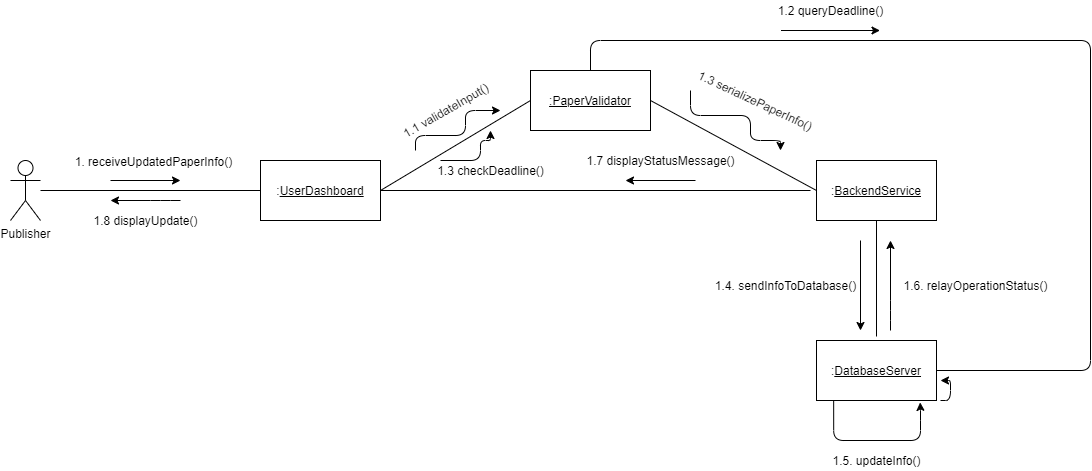 1.2 queryDeadline()
:PaperValidator
1.1 validateInput()
1.3 serializePaperInfo()
1.3 checkDeadline()
1. receiveUpdatedPaperInfo()
1.7 displayStatusMessage()
:UserDashboard
:BackendService
1.8 displayUpdate()
Publisher
1.4. sendInfoToDatabase()
1.6. relayOperationStatus()
:DatabaseServer
1.5. updateInfo()